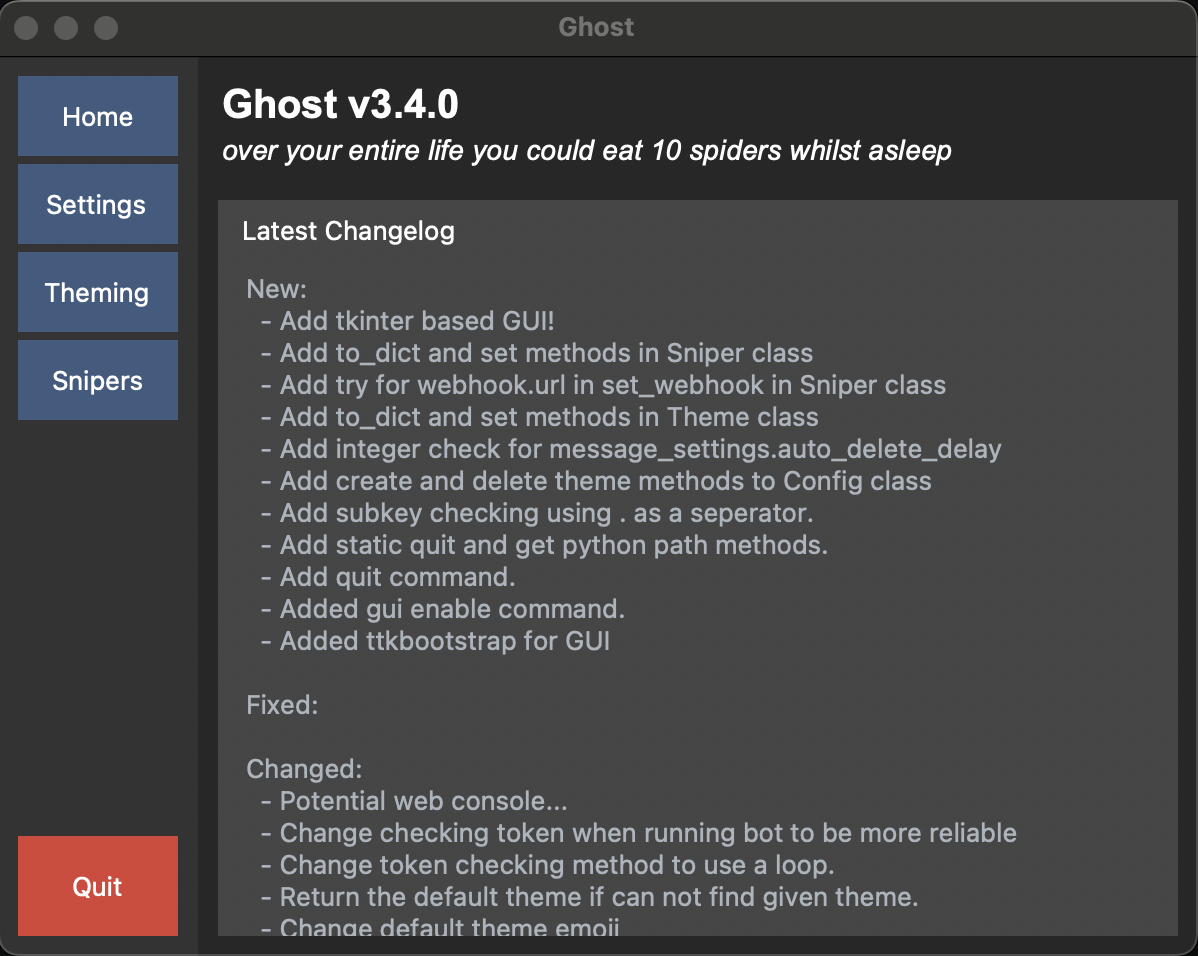 Ghost
Home
Settings
Theming
Snipers
Quit
Ghost v3.4.0
over your entire life you could eat 10 spiders whilst asleep
Latest Changelog
New:
- Add tkinter based GUI!
- Add to_dict and set methods in Sniper class
- Add try for webhook.url in set_webhook in Sniper class
- Add to_dict and set methods in Theme class
- Add integer check for message_settings.auto_delete_delay
- Add create and delete theme methods to Config class
- Add subkey checking using . as a seperator.
- Add static quit and get python path methods.
- Add quit command.
- Added gui enable command.
- Added ttkbootstrap for GUI
Fixed:
Changed:
- Potential web console...
- Change checking token when running bot to be more reliable
- Change token checking method to use a loop.
- Return the default theme if can not find given theme.
- Change default theme emoji